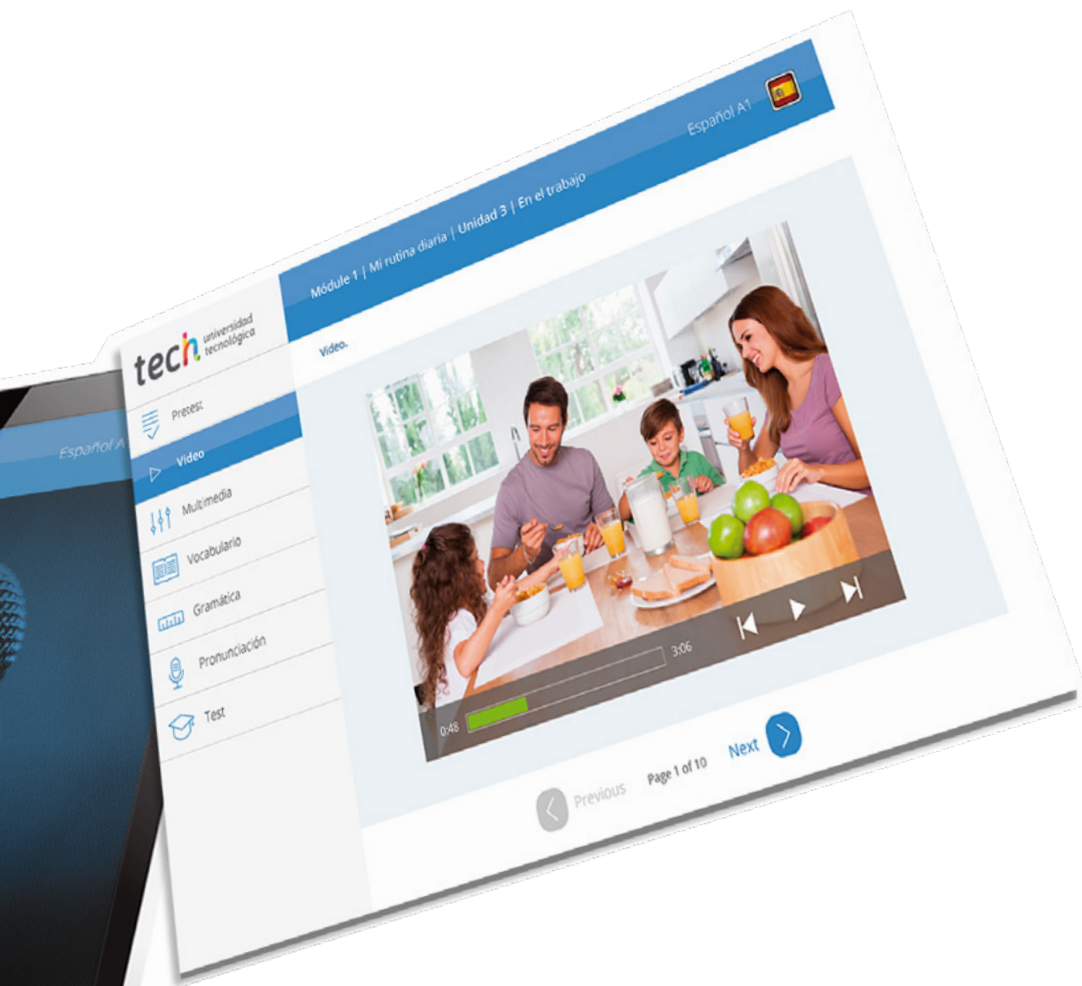 Español A1
Módule 1 | Mi rutina diaria | Unidad 3 | En el trabajo
tech universidad
tecnológica
Video.
Pretest
Video
Multimedia
Vocabulario
Gramática
Pronunciación
Test
0:48
3:06
Previous
Page 1 of 10
Next
Español A